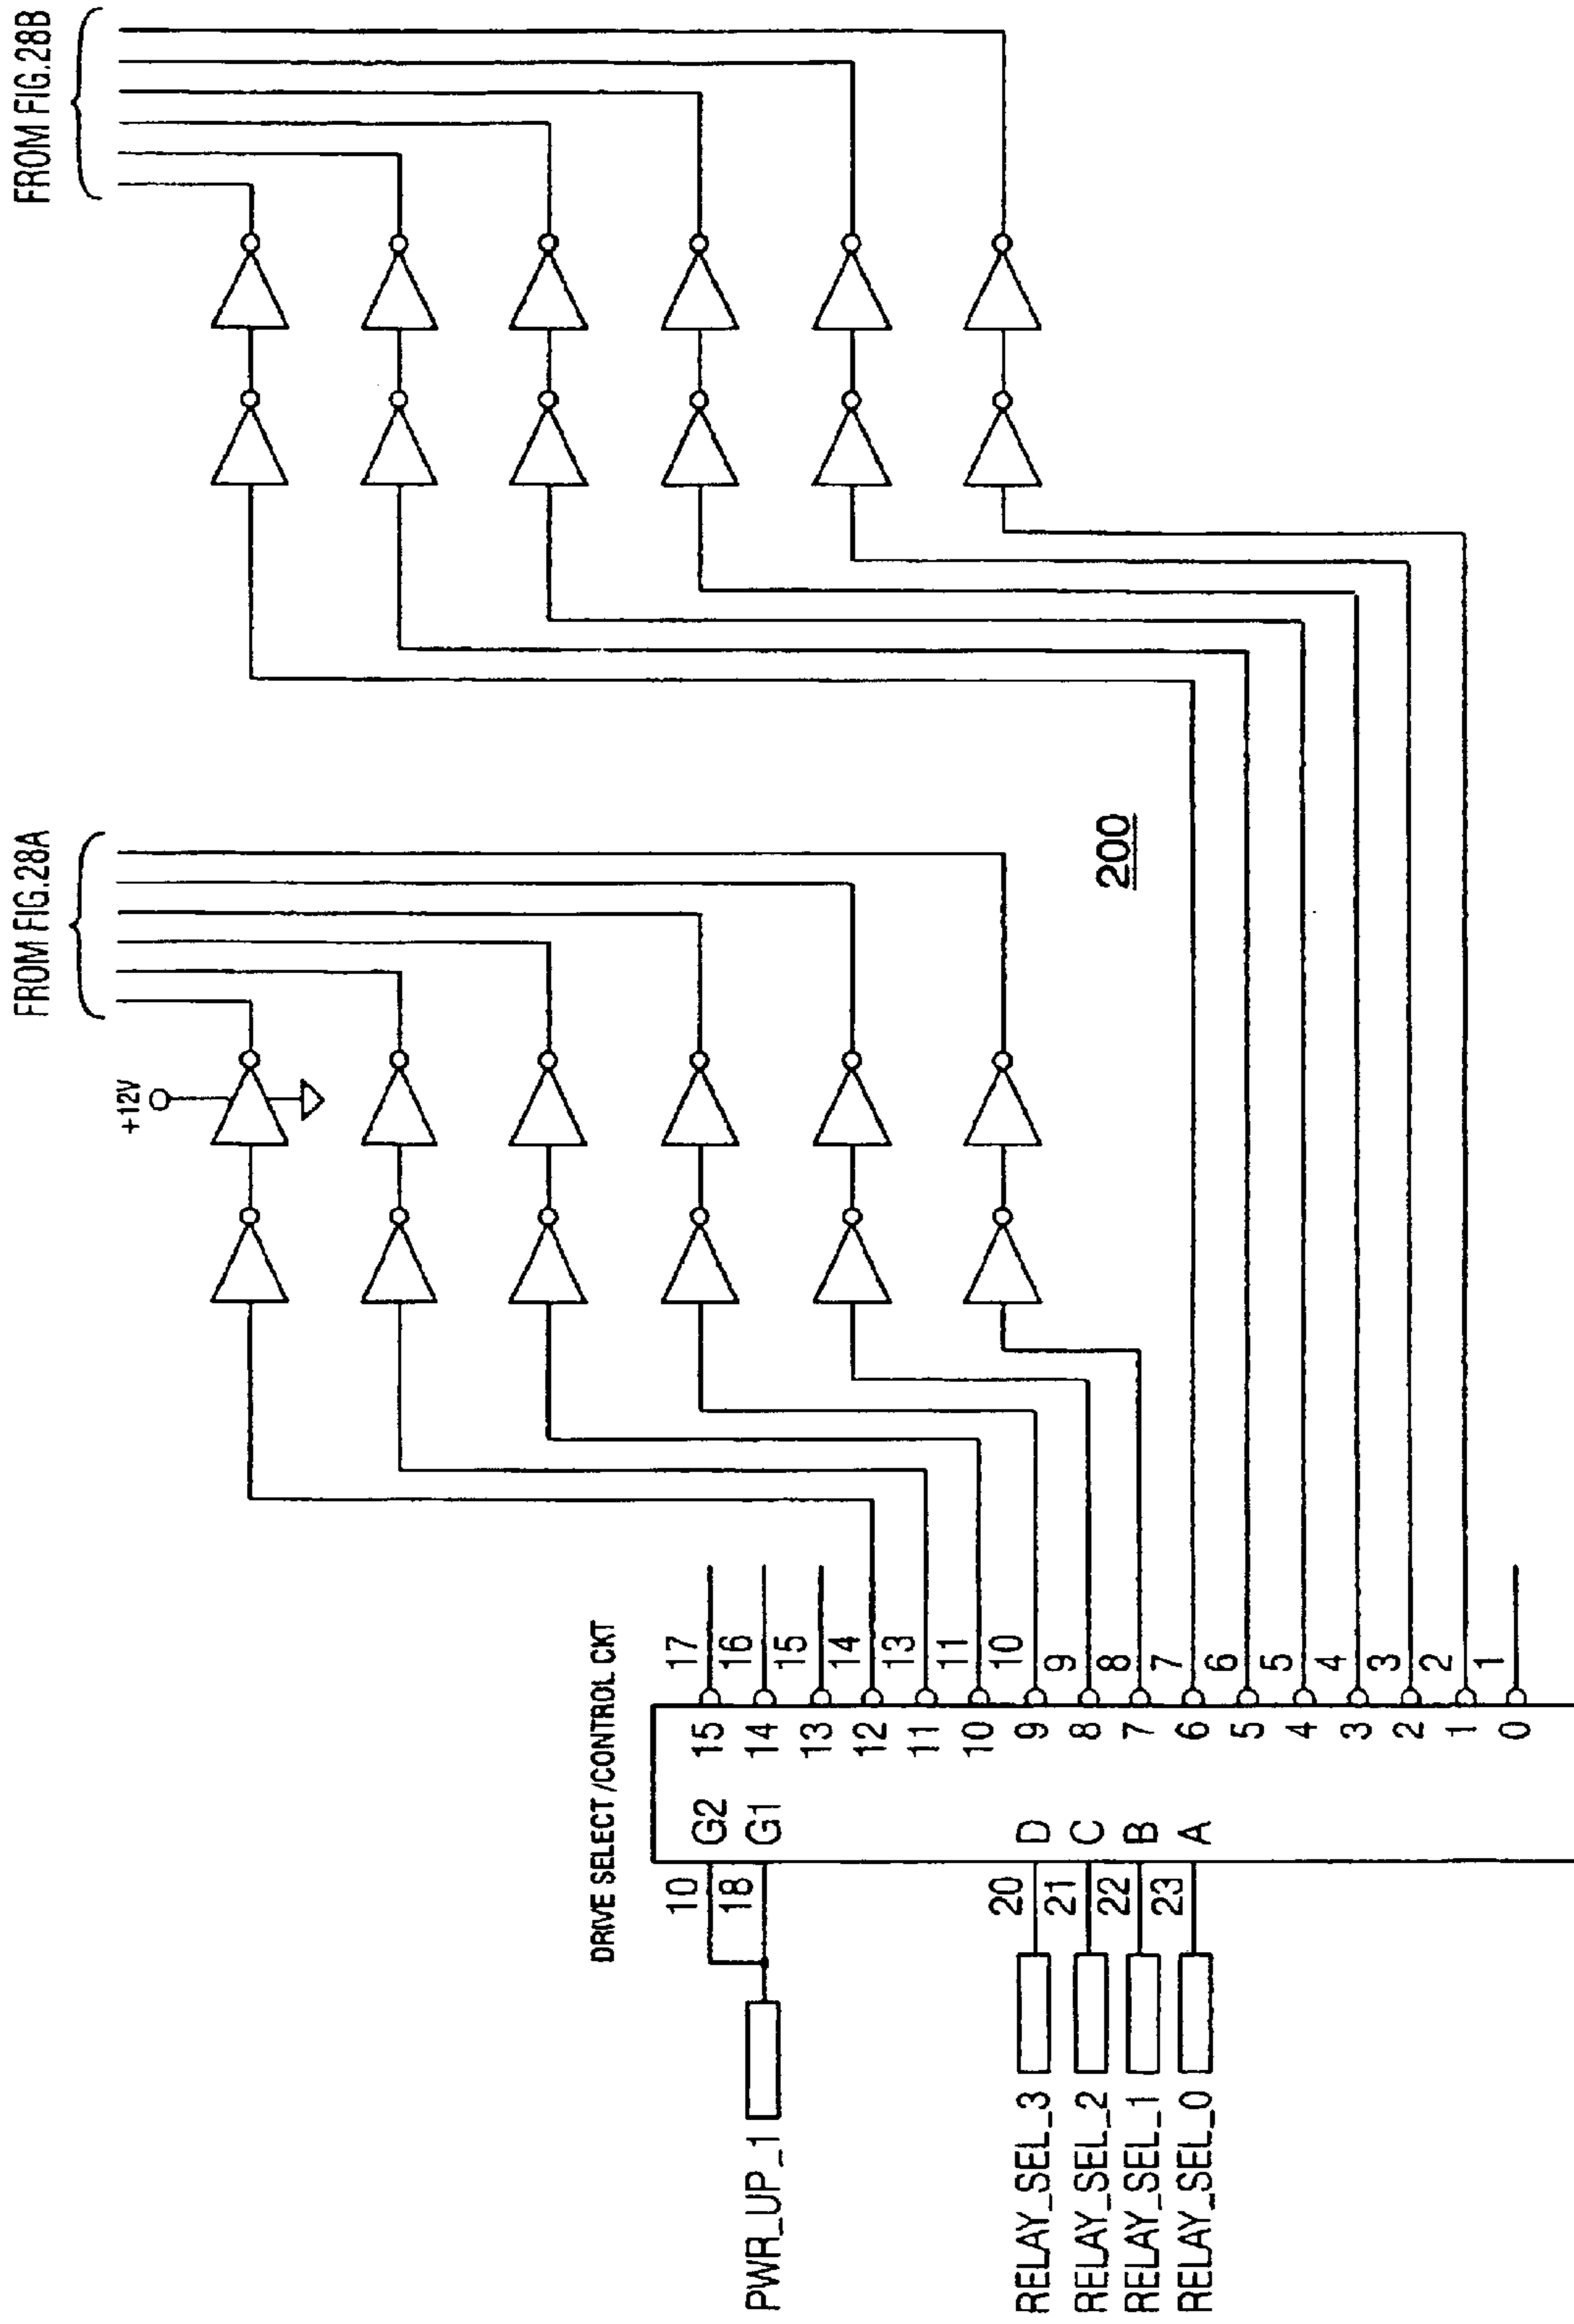 FROM FIG.28A
FROM FIG.28B
+12V
200
DRIVE SELECT/CONTROL CKT
PWR_UP_1
10 G2
18 G1
RELAY_SEL_3 20 D
RELAY_SEL_2 21 C
RELAY_SEL_1 22 B
RELAY_SEL_0 23 A
15 17
14 16
13 15
12 14
11 13
10 11
9 10
8 9
7 8
6 7
5 6
4 5
3 4
2 3
1 2
0 1